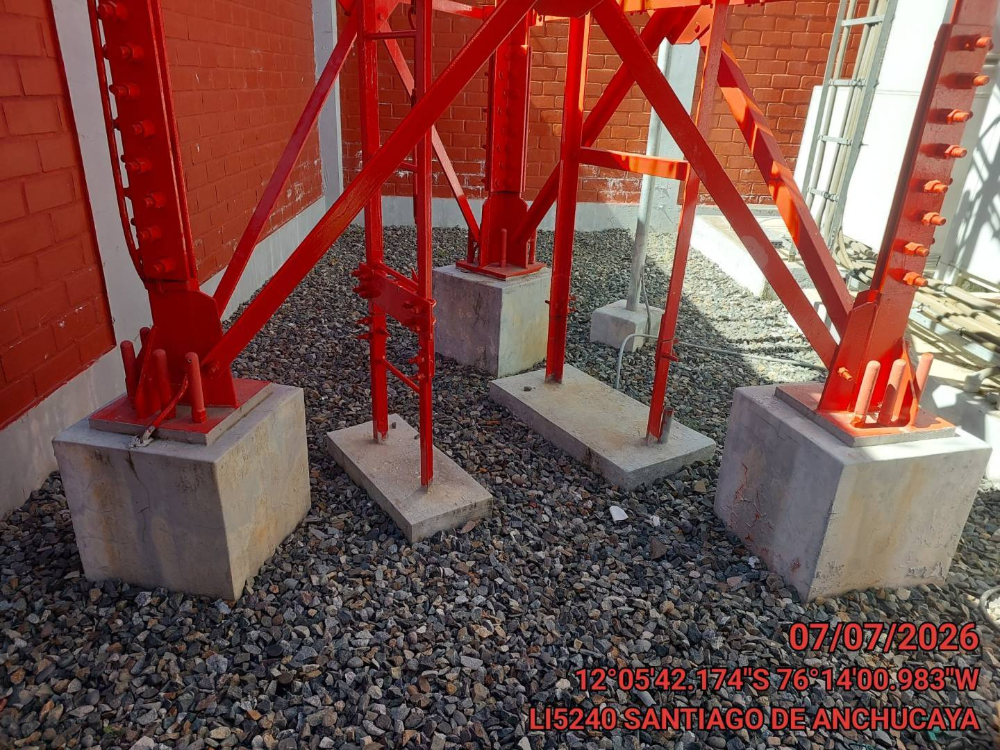 07/07/2026
12°05'42.174"S 76°14'00.983"W
LI5240 SANTIAGO DE ANCHUCAYA